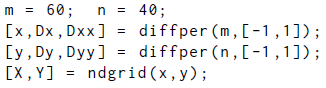 m = 60; n = 40;
[x,Dx,Dxx] = diffper(m,[-1,1]);
[y,Dy,Dyy] = diffper(n,[-1,1]);
[X,Y] = ndgrid(x,y);